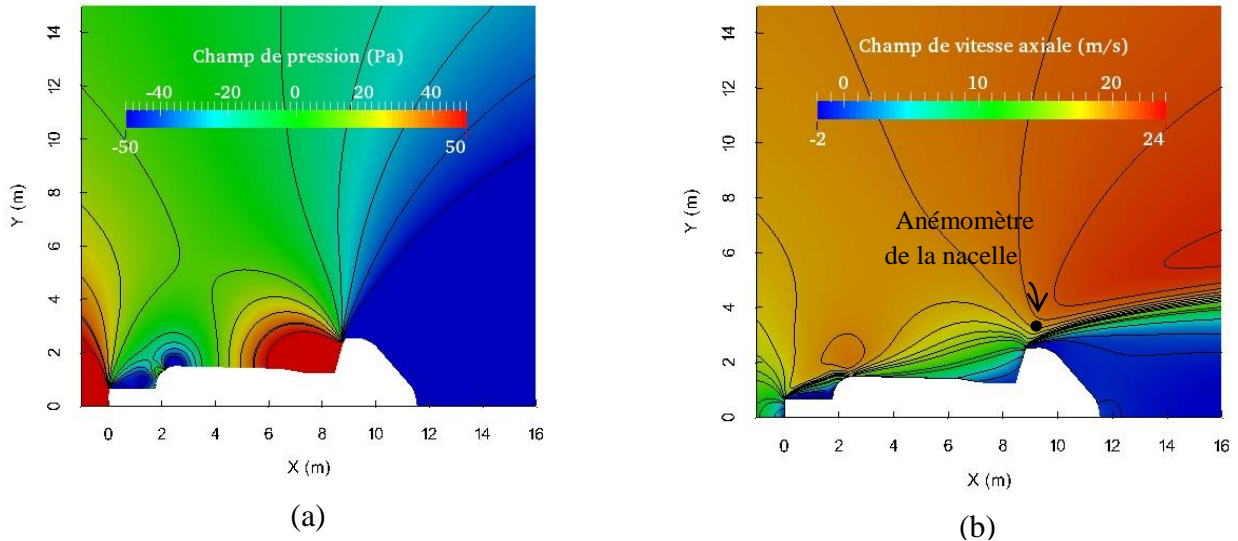 Champ de pression (Pa)
-40 -20 0 20 40
-50 50
14
12
10
8
6
4
2
0
Y (m)
0 2 4 6 8 10 12 14 16
X (m)
(a)
Champ de vitesse axiale (m/s)
0 10 20
-2 24
14
12
10
8
6
4
2
0
Y (m)
Anémomètre
de la nacelle
0 2 4 6 8 10 12 14 16
X (m)
(b)